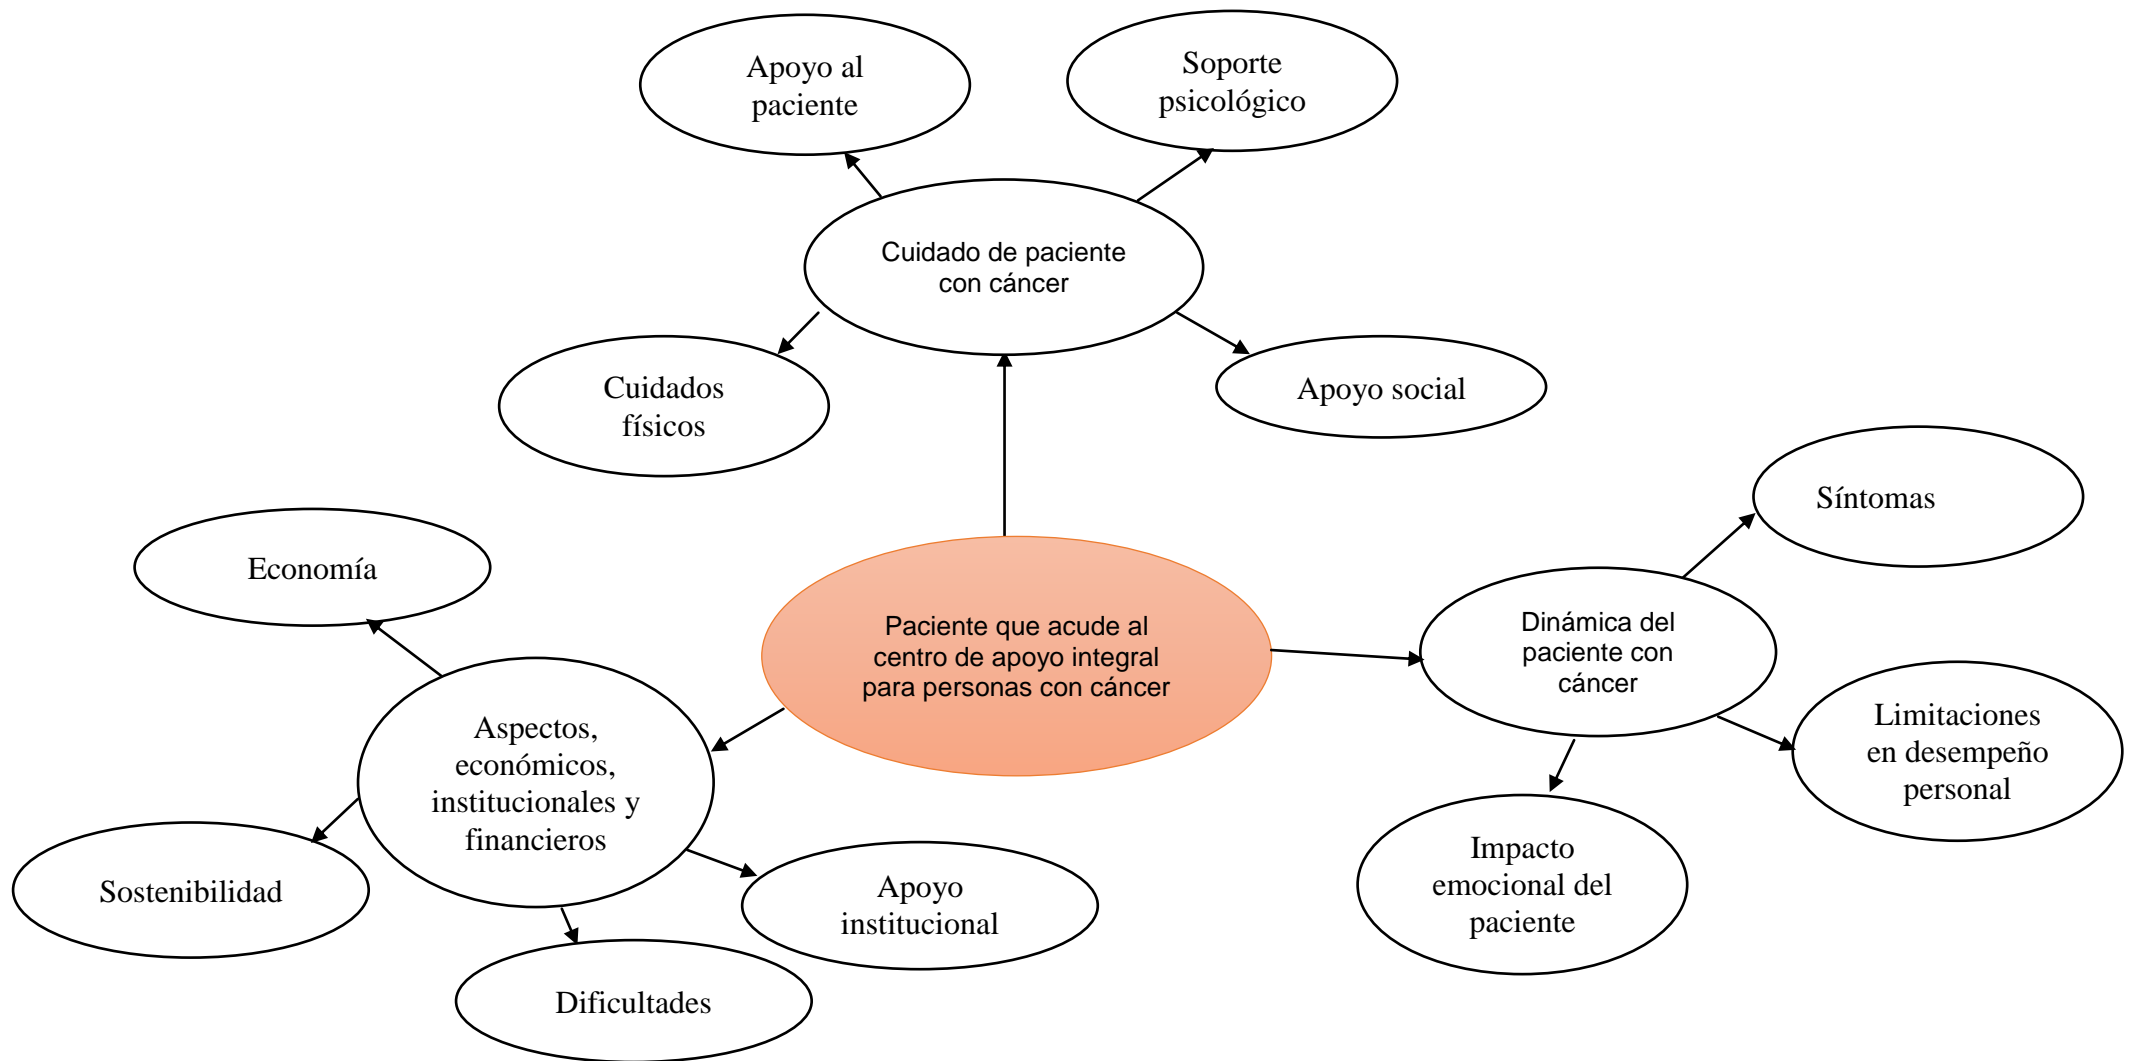 Apoyo al
paciente
Soporte
psicológico
Cuidado de paciente
con cáncer
Cuidados
físicos
Apoyo social
Síntomas
Economía
Paciente que acude al
centro de apoyo integral
para personas con cáncer
Dinámica del
paciente con
cáncer
Limitaciones
en desempeño
personal
Aspectos,
económicos,
institucionales y
financieros
Impacto
emocional del
paciente
Sostenibilidad
Apoyo
institucional
Dificultades